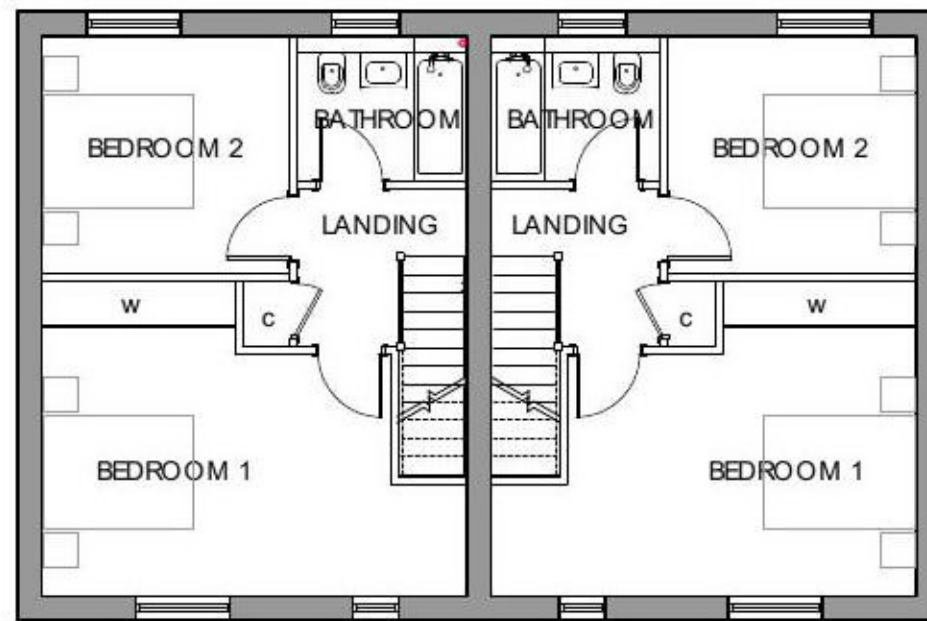 BATHROOM
BATHROOM
BEDROOM 2
BEDROOM 2
LANDING
LANDING
W
C
C
W
BEDROOM 1
BEDROOM 1